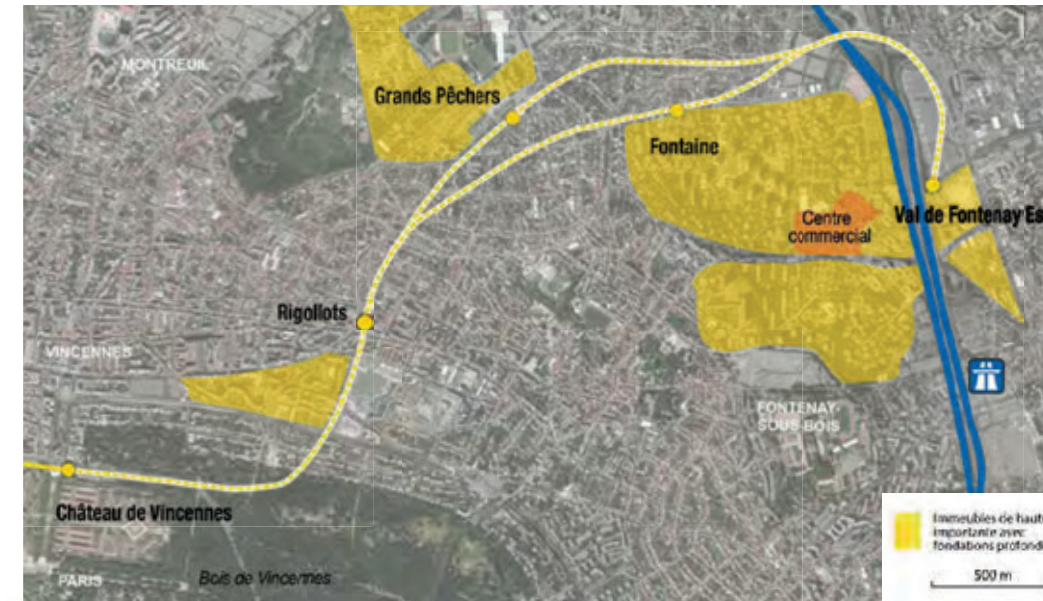 MONTREUIL
Grands Pêchers
Fontaine
Centre
commercial
Val de Fontenay Es
Rigollots
VINCENNES
FONTENAY-
SOUS-BOIS
Château de Vincennes
Immeubles de haute
importante avec
fondations profond
500 m
PARIS
Bois de Vincennes